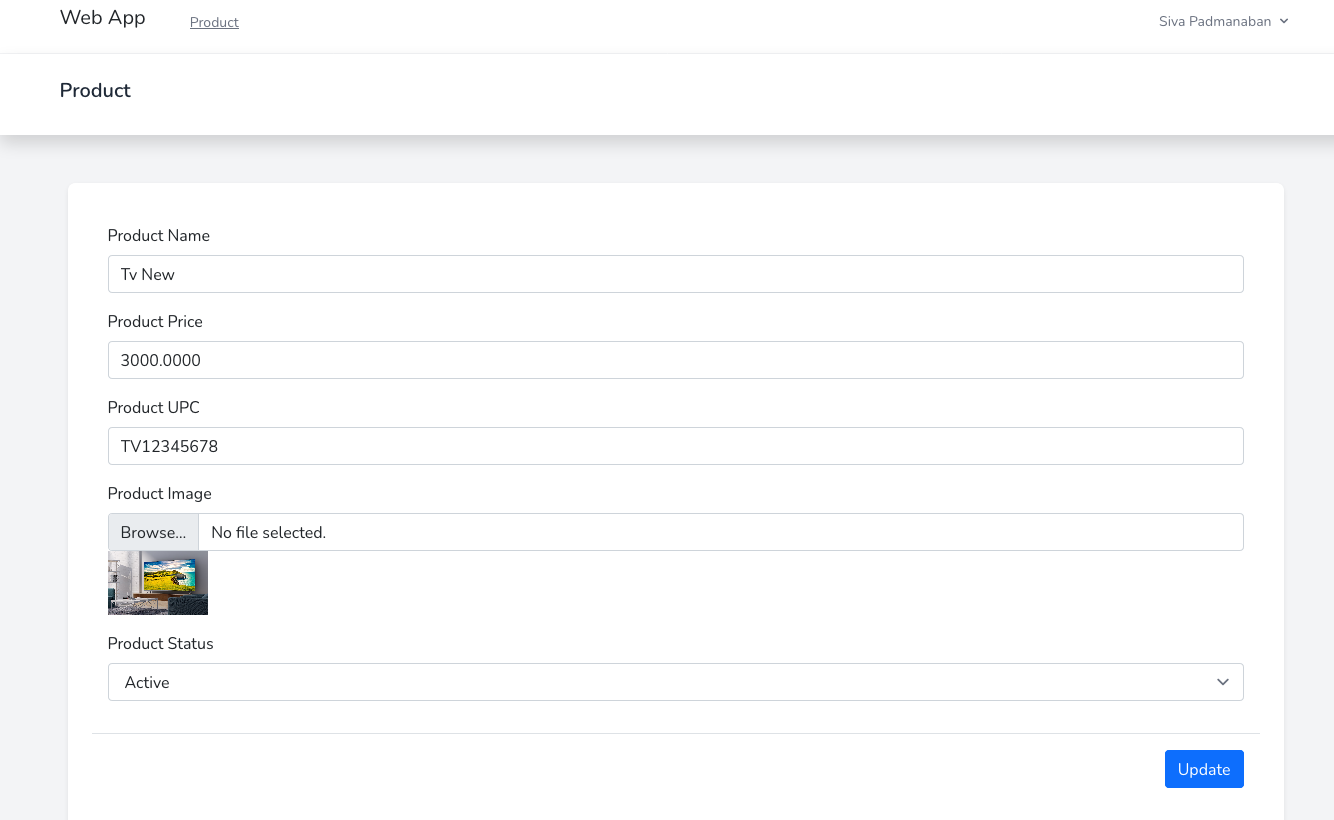 Web App
Product
Siva Padmanaban
Product
Product Name
Tv New
Product Price
3000.0000
Product UPC
TV12345678
Product Image
Browse... No file selected.
Product Status
Active
Update